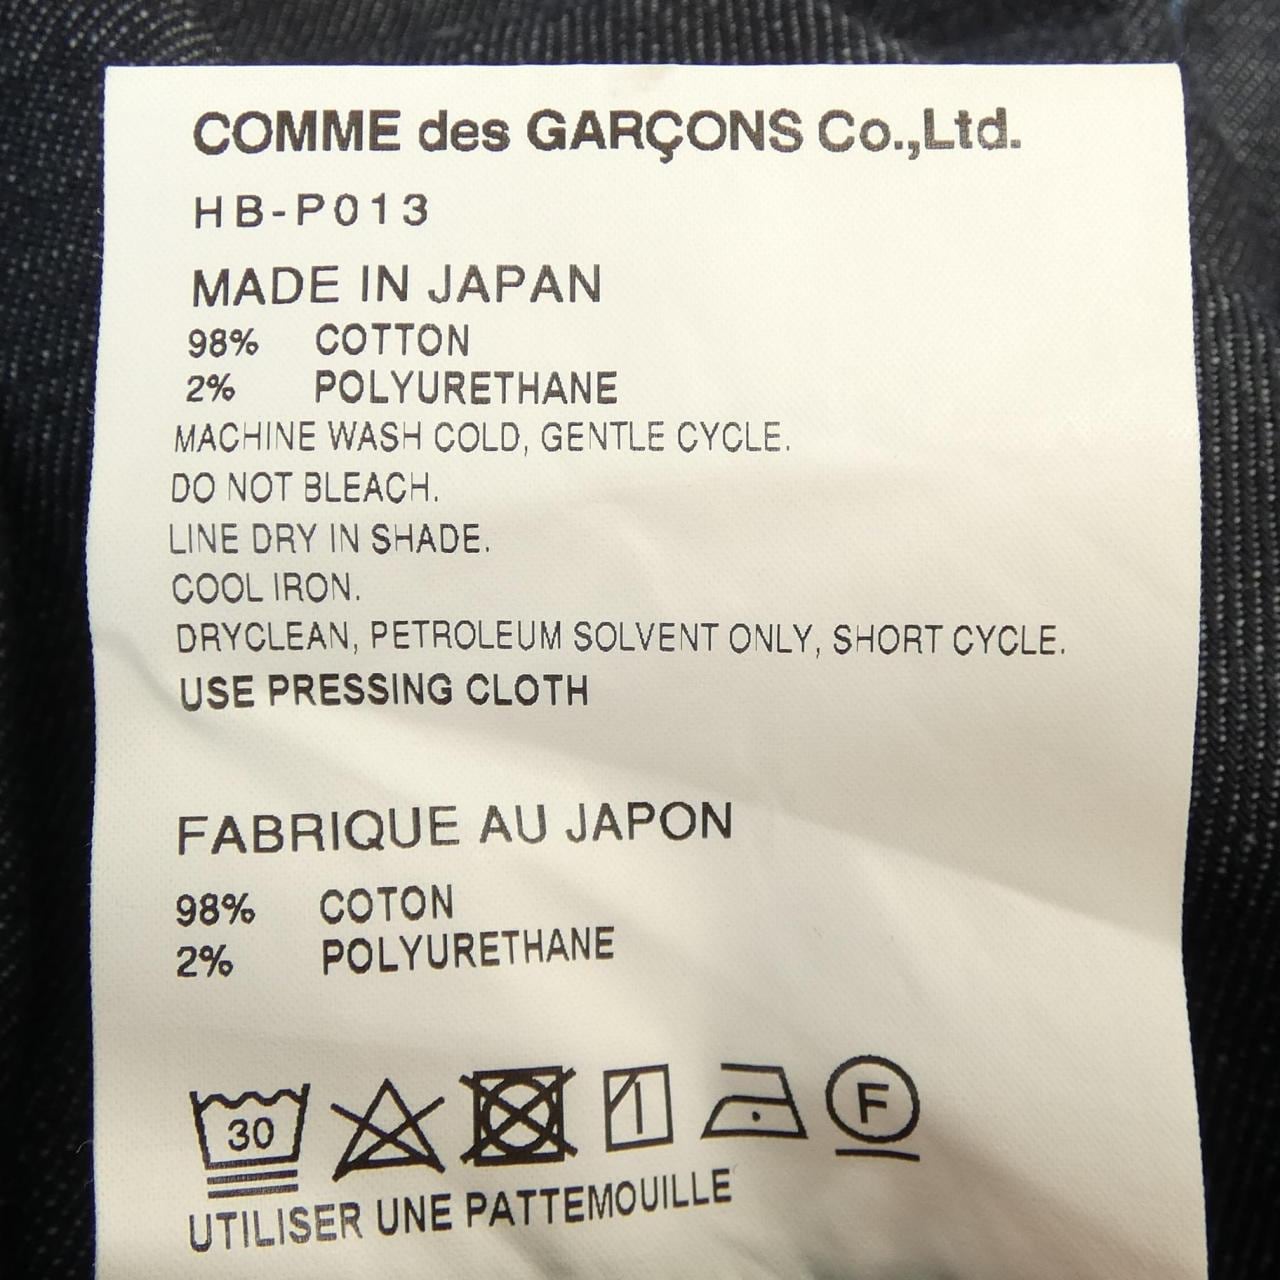 COMME des GARÇONS Co.,Ltd.
HB-P013
MADE IN JAPAN
98% COTTON
2% POLYURETHANE
MACHINE WASH COLD, GENTLE CYCLE.
DO NOT BLEACH.
LINE DRY IN SHADE.
COOL IRON.
DRYCLEAN, PETROLEUM SOLVENT ONLY, SHORT CYCLE.
USE PRESSING CLOTH
FABRIQUE AU JAPON
98% COTON
2% POLYURETHANE
30 F
UTILISER UNE PATTEMOUILLE